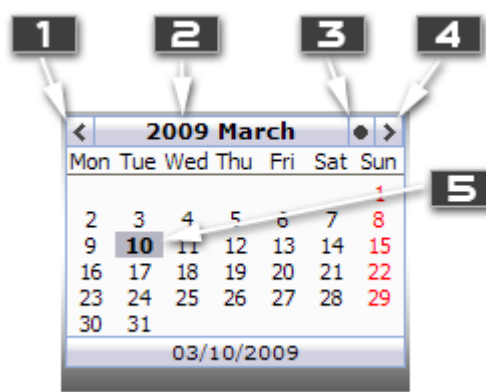 1 2 3 4
2009 March
Mon Tue Wed Thu Fri Sat Sun
1
5
2 3 4 5 6 7 8
9 10 11 12 13 14 15
16 17 18 19 20 21 22
23 24 25 26 27 28 29
30 31
03/10/2009